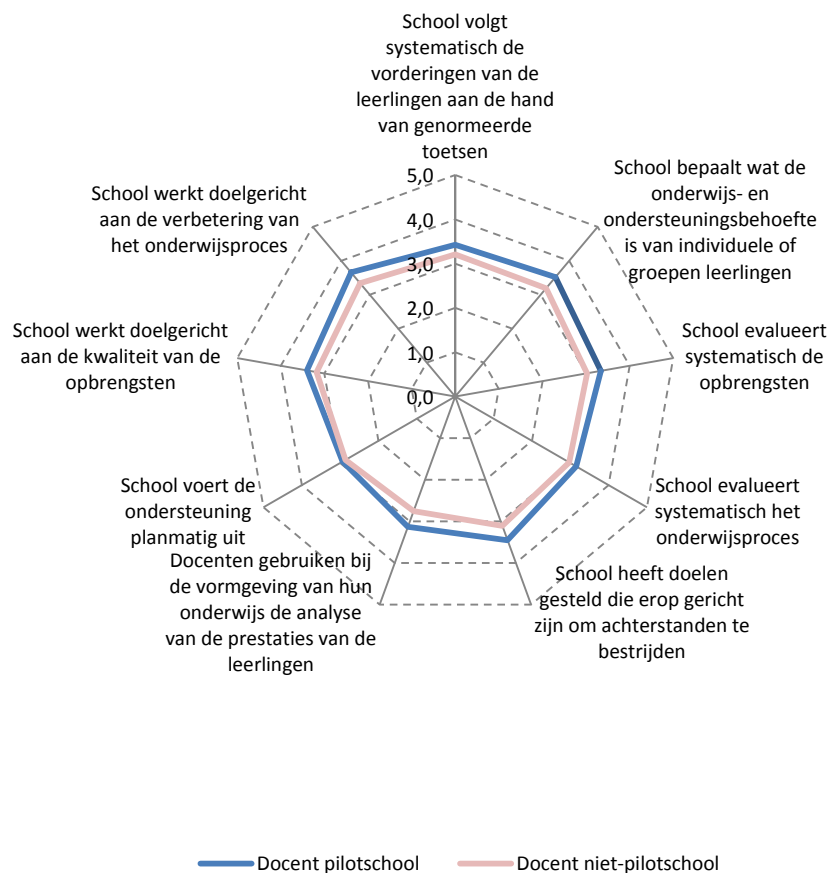 School volgt
systematisch de
vorderingen van de
leerlingen aan de hand
van genormeerde
toetsen
School bepaalt wat de
onderwijs- en
ondersteuningsbehoefte
is van individuele of
groepen leerlingen
School evalueert
systematisch de
opbrengsten
School evalueert
systematisch het
onderwijsproces
School heeft doelen
gesteld die erop gericht
zijn om achterstanden te
bestrijden
Docenten gebruiken bij
de vormgeving van hun
onderwijs de analyse
van de prestaties van de
leerlingen
School voert de
ondersteuning
planmatig uit
School werkt doelgericht
aan de kwaliteit van de
opbrengsten
School werkt doelgericht
aan de verbetering van
het onderwijsproces
5,0
4,0
3,0
2,0
1,0
0,0
Docent pilotschool
Docent niet-pilotschool